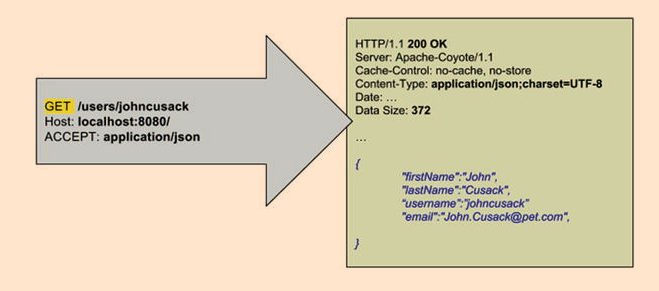 GET /users/johncusack
Host: localhost:8080/
ACCEPT: application/json
HTTP/1.1 200 OK
Server: Apache-Coyote/1.1
Cache-Control: no-cache, no-store
Content-Type: application/json;charset=UTF-8
Date: …
Data Size: 372
…
{
"firstName":"John",
"lastName":"Cusack",
"username":"johncusack"
"email":"John.Cusack@pet.com",
}